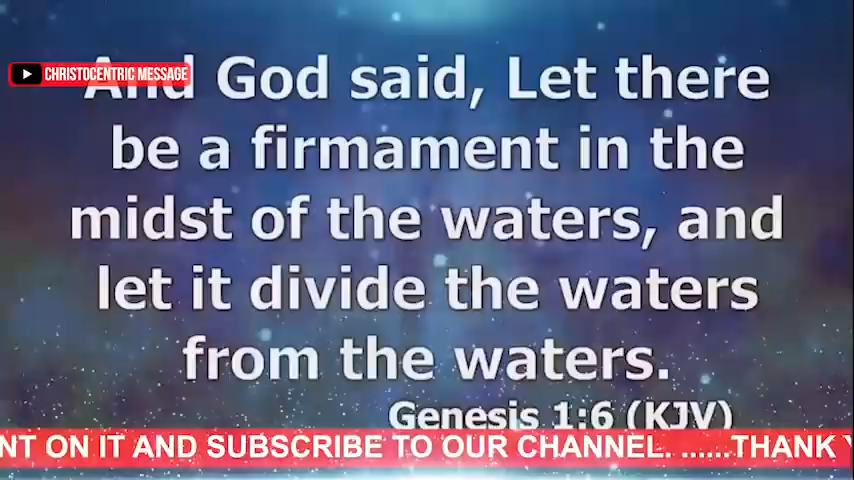 CHRISTOCENTRIC MESSAGE
And God said, Let there
be a firmament in the
midst of the waters, and
let it divide the waters
from the waters.
Genesis 1:6 (KJV)
NT ON IT AND SUBSCRIBE TO OUR CHANNEL. ......THANK